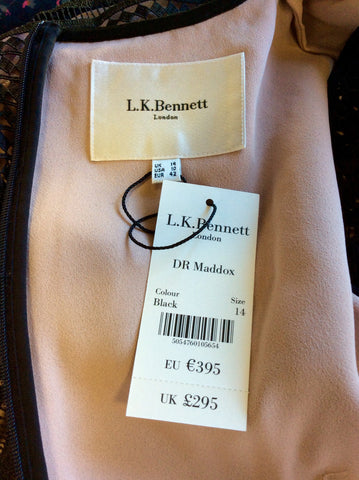 L.K.Bennett
London
UK 14
USA 10
EUR 42
L.K.Bennett
London
DR Maddox
Colour Size
Black 14
5054760105654
EU €395
UK £295